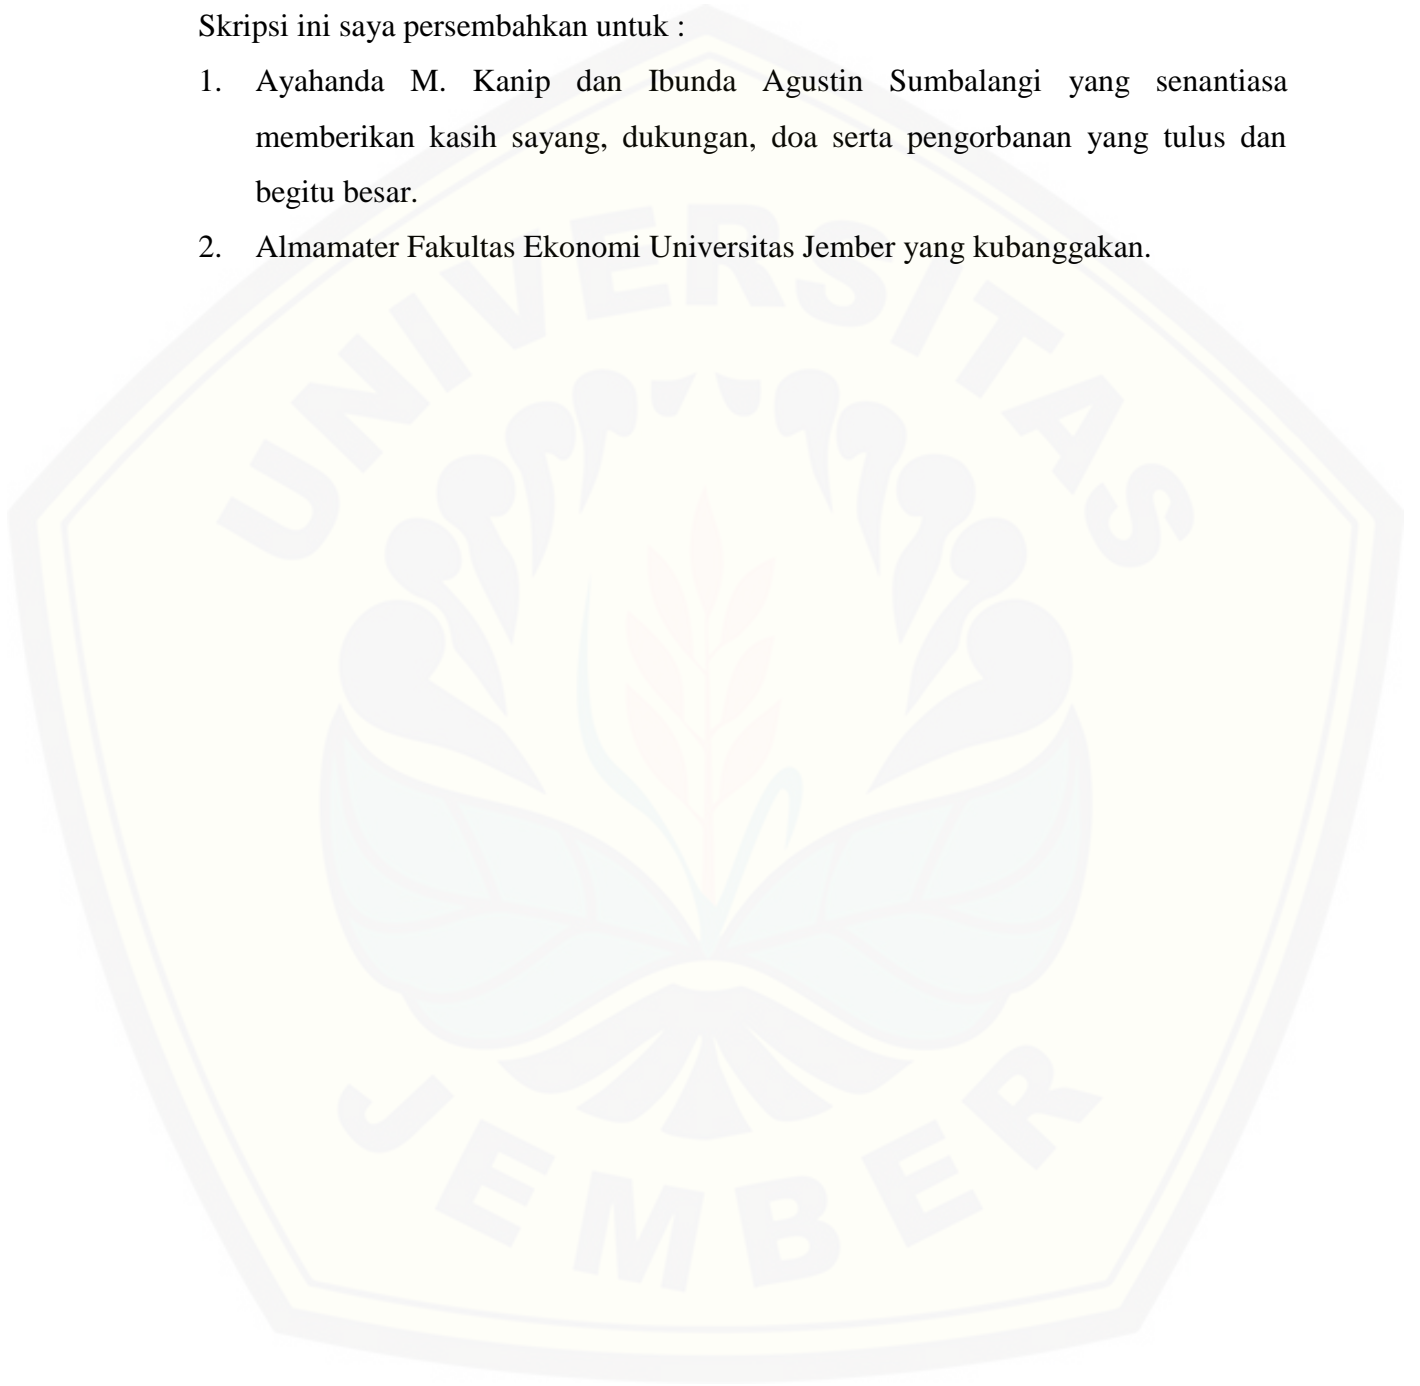 Skripsi ini saya persembahkan untuk :
1. Ayahanda M. Kanip dan Ibunda Agustin Sumbalangi yang senantiasa
memberikan kasih sayang, dukungan, doa serta pengorbanan yang tulus dan
begitu besar.
2. Almamater Fakultas Ekonomi Universitas Jember yang kubanggakan.
UNIVERSITAS
JEMBER